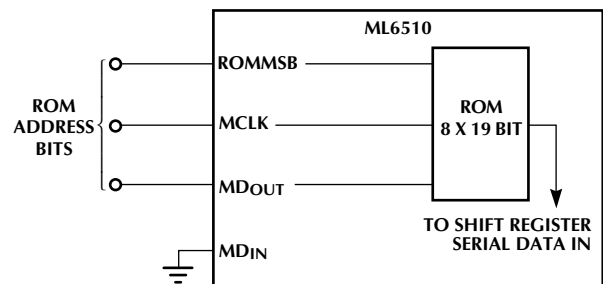 ML6510
ROMMSB
ROM
ADDRESS
BITS
MCLK
ROM
8 X 19 BIT
MDOUT
TO SHIFT REGISTER
SERIAL DATA IN
MDIN